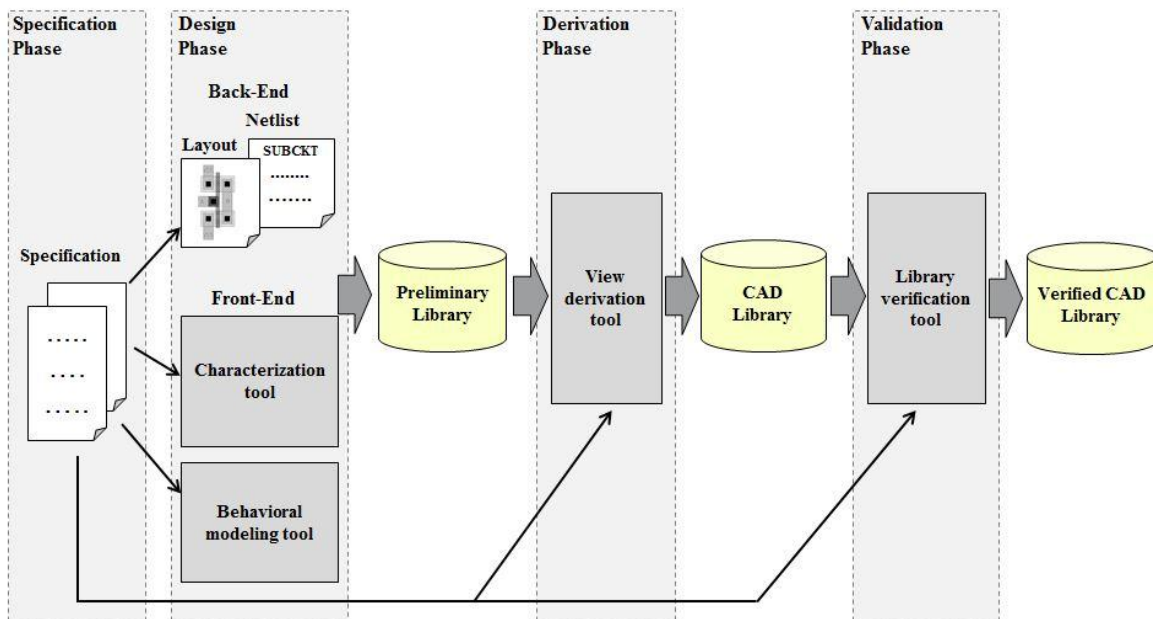 Specification
Phase
Design
Phase
Derivation
Phase
Validation
Phase
Back-End
Netlist
Layout
SUBCKT
........
.......
Specification
.....
....
.....
Front-End
Characterization
tool
Behavioral
modeling tool
Preliminary
Library
View
derivation
tool
CAD
Library
Library
verification
tool
Verified CAD
Library